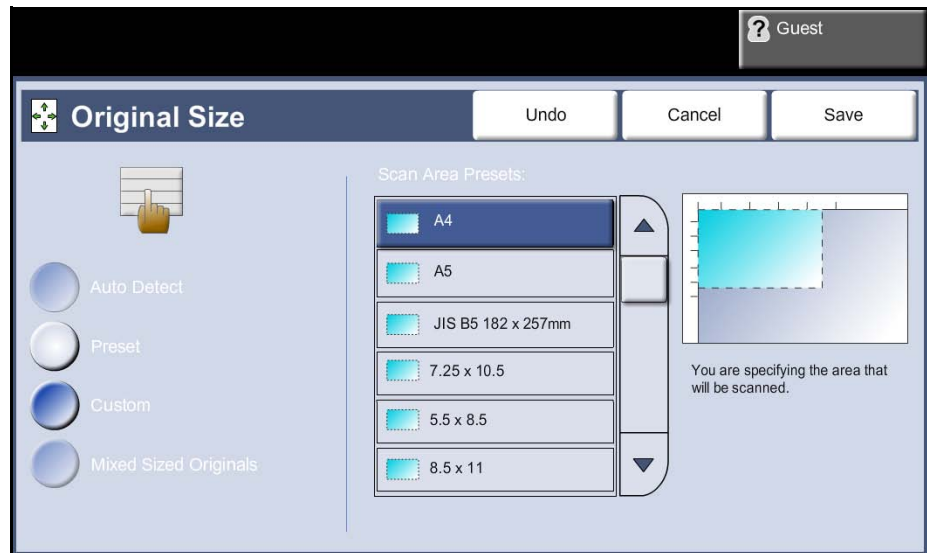 ? Guest
Original Size
Undo
Cancel
Save
Scan Area Presets:
A4
A5
JIS B5 182 x 257mm
7.25 x 10.5
5.5 x 8.5
8.5 x 11
Auto Detect
Preset
Custom
Mixed Sized Originals
You are specifying the area that
will be scanned.